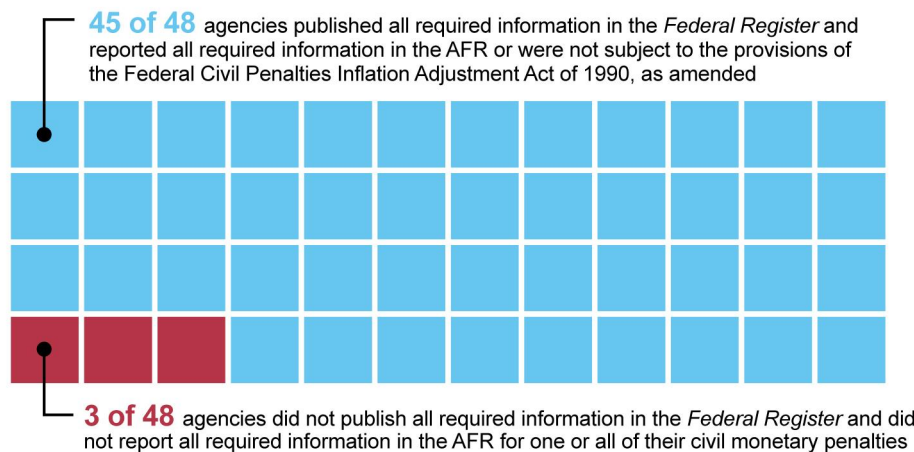 45 of 48 agencies published all required information in the Federal Register and
reported all required information in the AFR or were not subject to the provisions of
the Federal Civil Penalties Inflation Adjustment Act of 1990, as amended
3 of 48 agencies did not publish all required information in the Federal Register and did
not report all required information in the AFR for one or all of their civil monetary penalties